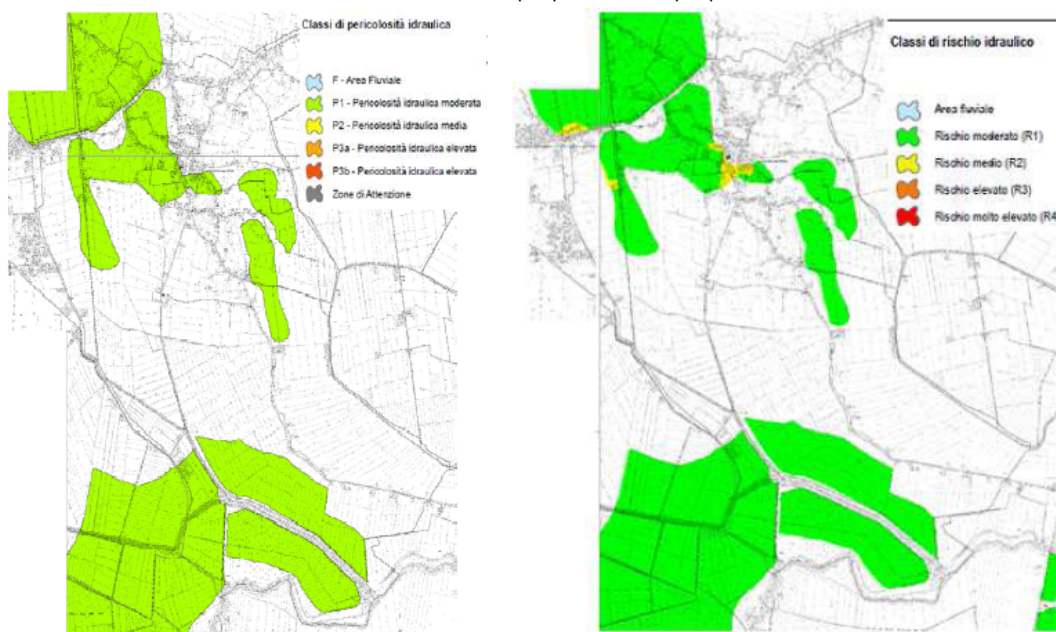 Classi di pericolosità idraulica
F - Area Fluviale
P1 - Pericolosità idraulica moderata
P2 - Pericolosità idraulica media
P3a - Pericolosità idraulica elevata
P3b - Pericolosità idraulica elevata
Zone di Attenzione
Classi di rischio idraulico
Area fluviale
Rischio moderato (R1)
Rischio medio (R2)
Rischio elevato (R3)
Rischio molto elevato (R4